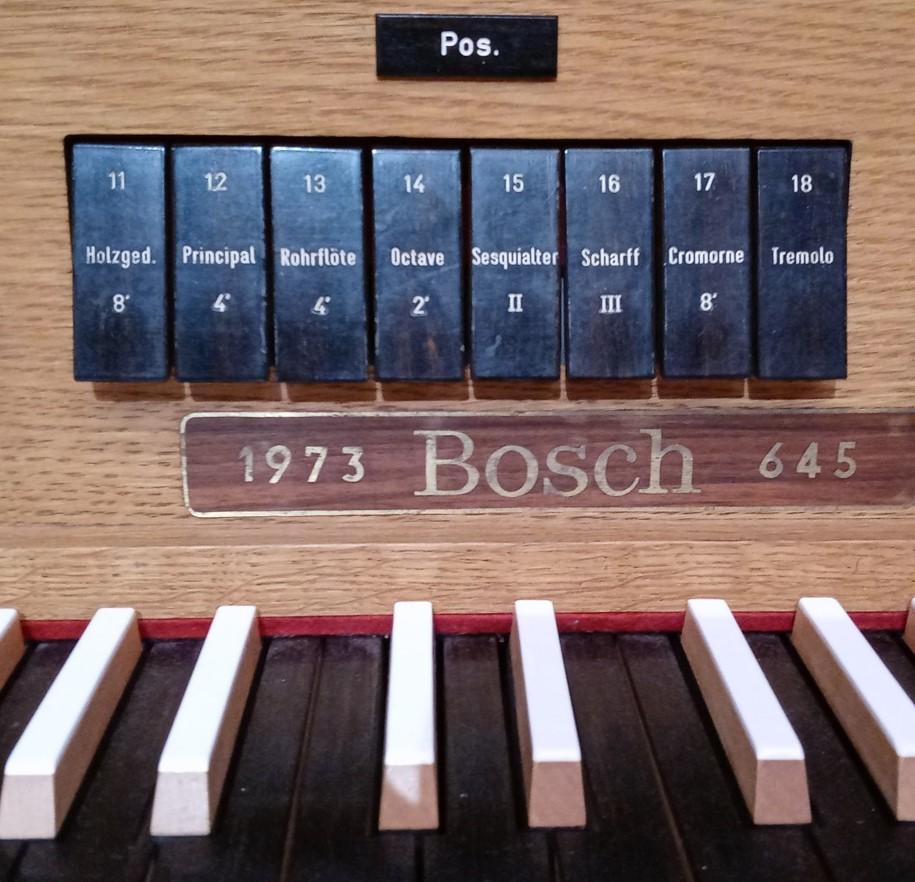 Pos.
11 12 13 14 15 16 17 18
Holzged. Principal Rohrflöte Octave Sesquialter Scharff Cromorne Tremolo
8' 4' 4' 2' II III 8'
1973 Bosch 645